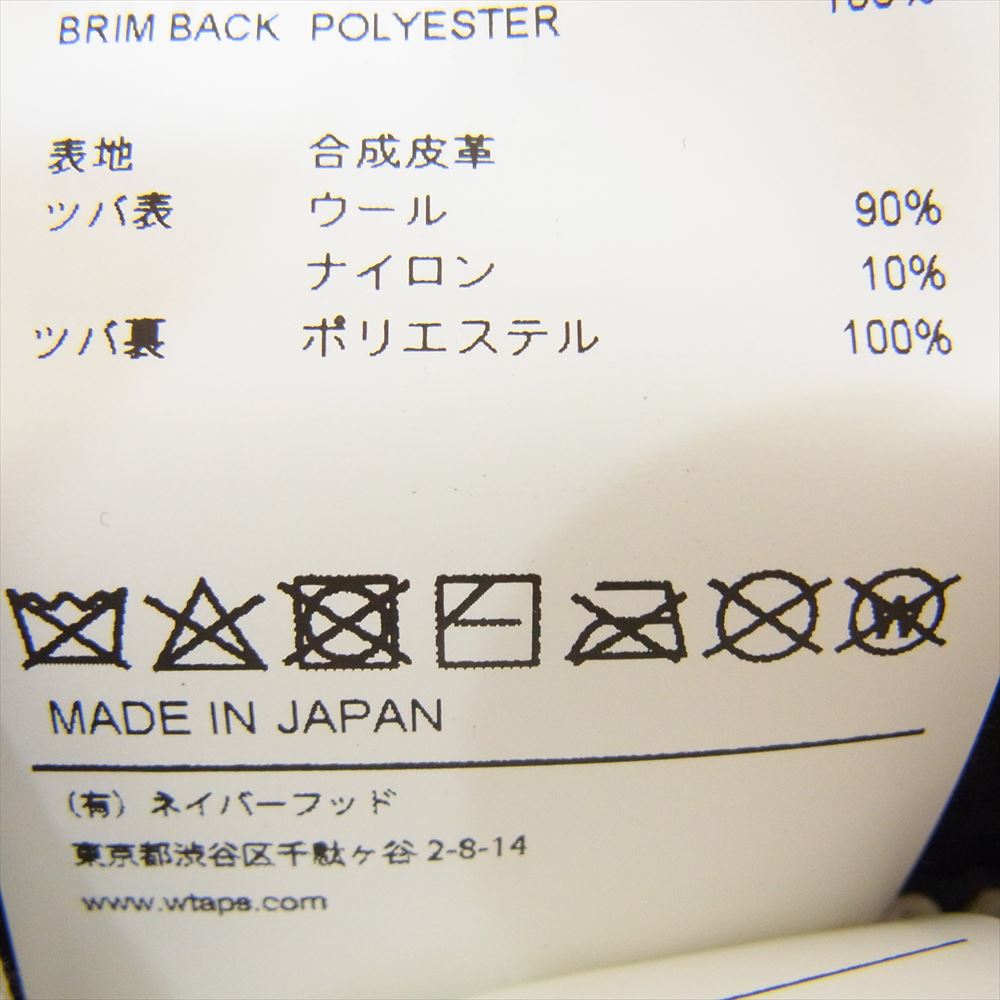 BRIM BACK POLYESTER 100%
表地 合成皮革
ツバ表 ウール 90%
ナイロン 10%
ツバ裏 ポリエステル 100%
W
MADE IN JAPAN
(有) ネイバーフッド
東京都渋谷区千駄ヶ谷 2-8-14
www.wtaps.com